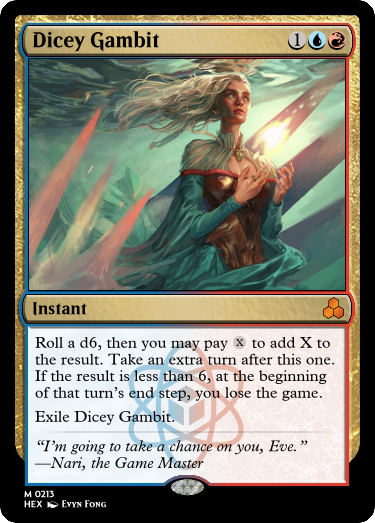 Dicey Gambit 1
Instant
Roll a d6, then you may pay X to add X to
the result. Take an extra turn after this one.
If the result is less than 6, at the beginning
of that turn's end step, you lose the game.
Exile Dicey Gambit.
“I'm going to take a chance on you, Eve.”
—Nari, the Game Master
M 0213
HEX Evyn Fong